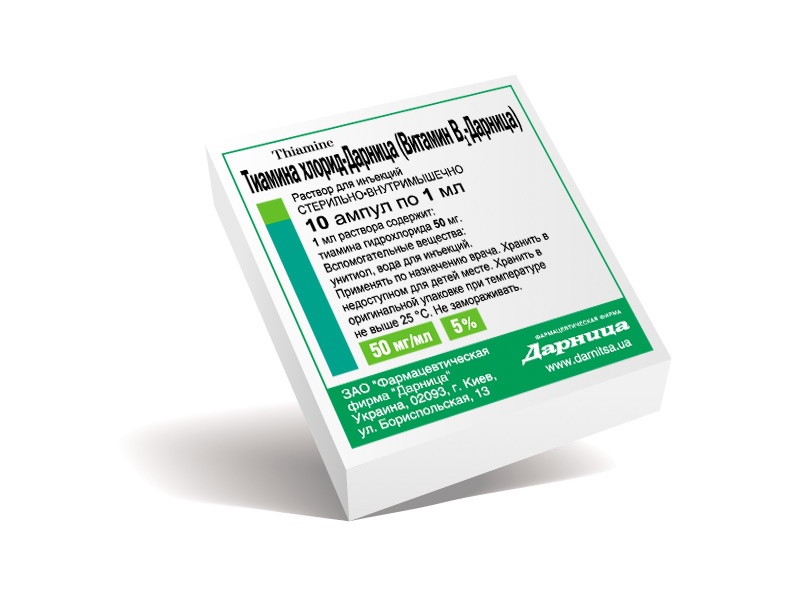 Thiamine
Тиамина хлорид-Дарница (Витамин B₁-Дарница)
Раствор для инъекций
СТЕРИЛЬНО•ВНУТРИМЫШЕЧНО
10 ампул по 1 мл
1 мл раствора содержит:
тиамина гидрохлорида 50 мг.
Вспомогательные вещества:
унитиол, вода для инъекций.
Применять по назначению врача. Хранить в
недоступном для детей месте. Хранить в
оригинальной упаковке при температуре
не выше 25 °C. Не замораживать.
50 мг/мл 5%
ЗАО "Фармацевтическая
фирма "Дарница"
Украина, 02093, г. Киев,
ул. Бориспольская, 13
ФАРМАЦЕВТИЧЕСКАЯ ФИРМА
Дарница
www.darnitsa.ua